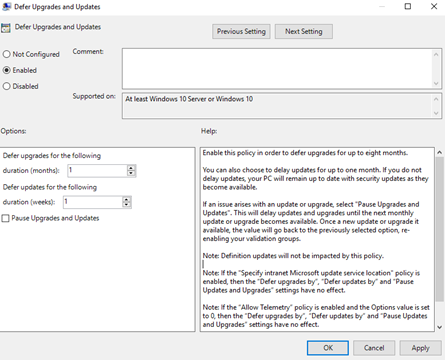 Defer Upgrades and Updates
Defer Upgrades and Updates
Previous Setting
Next Setting
Not Configured
Comment:
Enabled
Disabled
Supported on:
At least Windows 10 Server or Windows 10
Options:
Help:
Defer upgrades for the following
duration (months):
1
Defer updates for the following
duration (weeks):
1
Pause Upgrades and Updates
Enable this policy in order to defer upgrades for up to eight months.
You can also choose to delay updates for up to one month. If you do not
delay updates, your PC will remain up to date with security updates as they
become available.
If an issue arises with an update or upgrade, select "Pause Upgrades and
Updates". This will delay updates and upgrades until the next monthly
update or upgrade becomes available. Once a new update or upgrade it
available, the value will go back to the previously selected option, re-
enabling your validation groups.
Note: Definition updates will not be impacted by this policy.
Note: If the "Specify intranet Microsoft update service location" policy is
enabled, then the "Defer upgrades by", "Defer updates by" and "Pause
Updates and Upgrades" settings have no effect.
Note: If the "Allow Telemetry" policy is enabled and the Options value is set
to 0, then the "Defer upgrades by", "Defer updates by" and "Pause Updates
and Upgrades" settings have no effect.
OK
Cancel
Apply